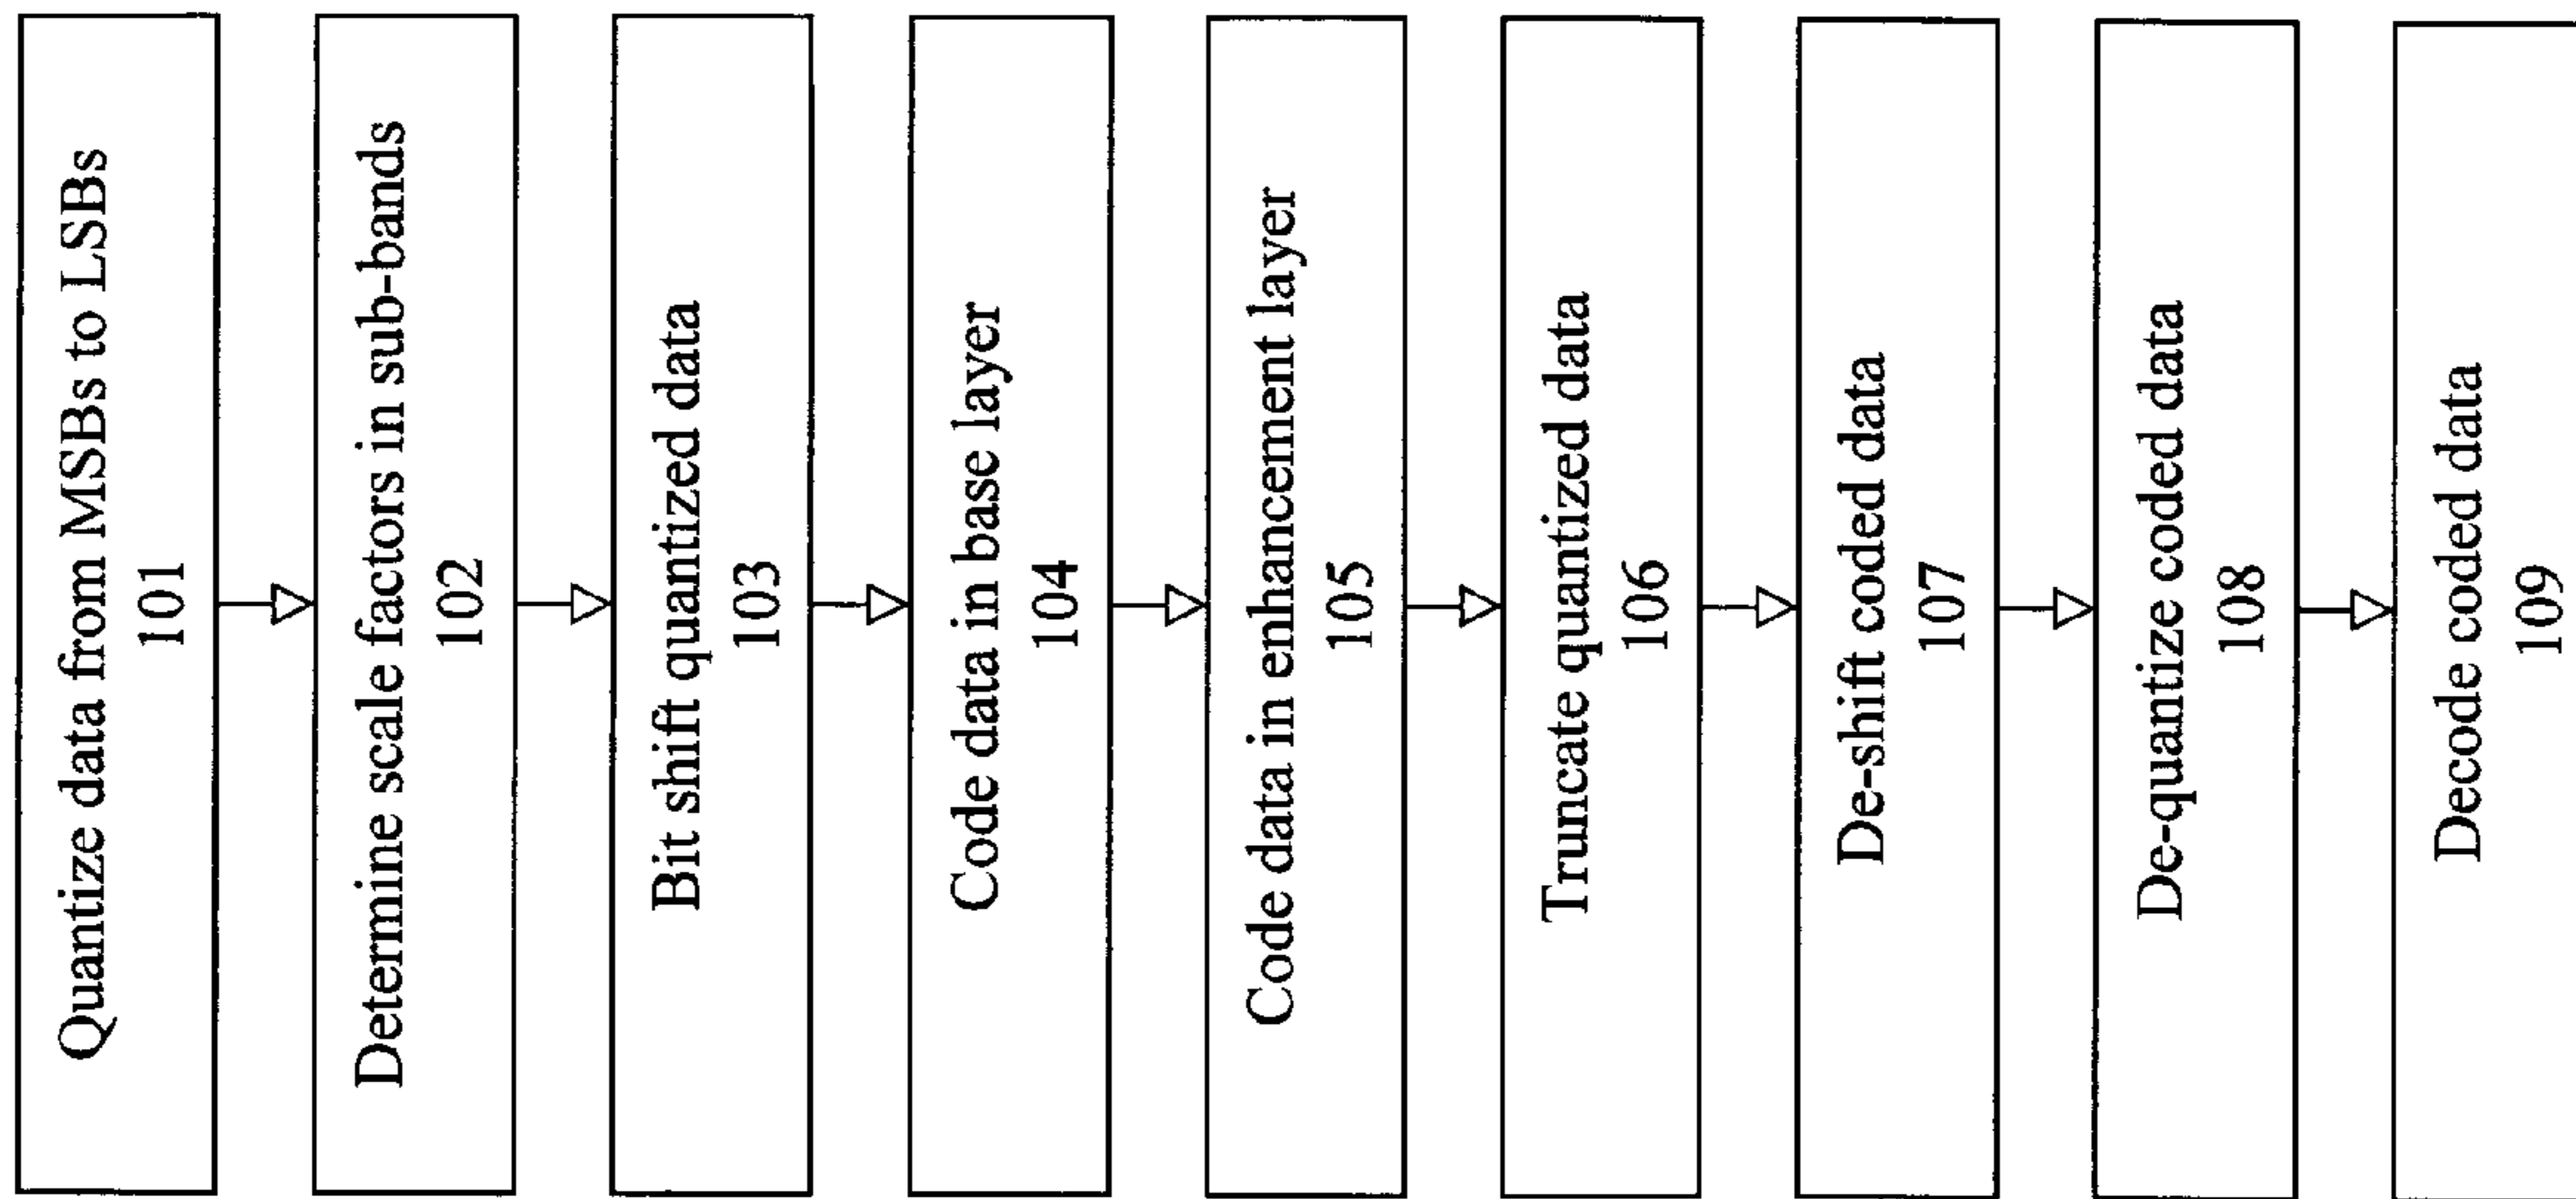 Quantize data from MSBs to LSBs
101
Determine scale factors in sub-bands
102
Bit shift quantized data
103
Code data in base layer
104
Code data in enhancement layer
105
Truncate quantized data
106
De-shift coded data
107
De-quantize coded data
108
Decode coded data
109